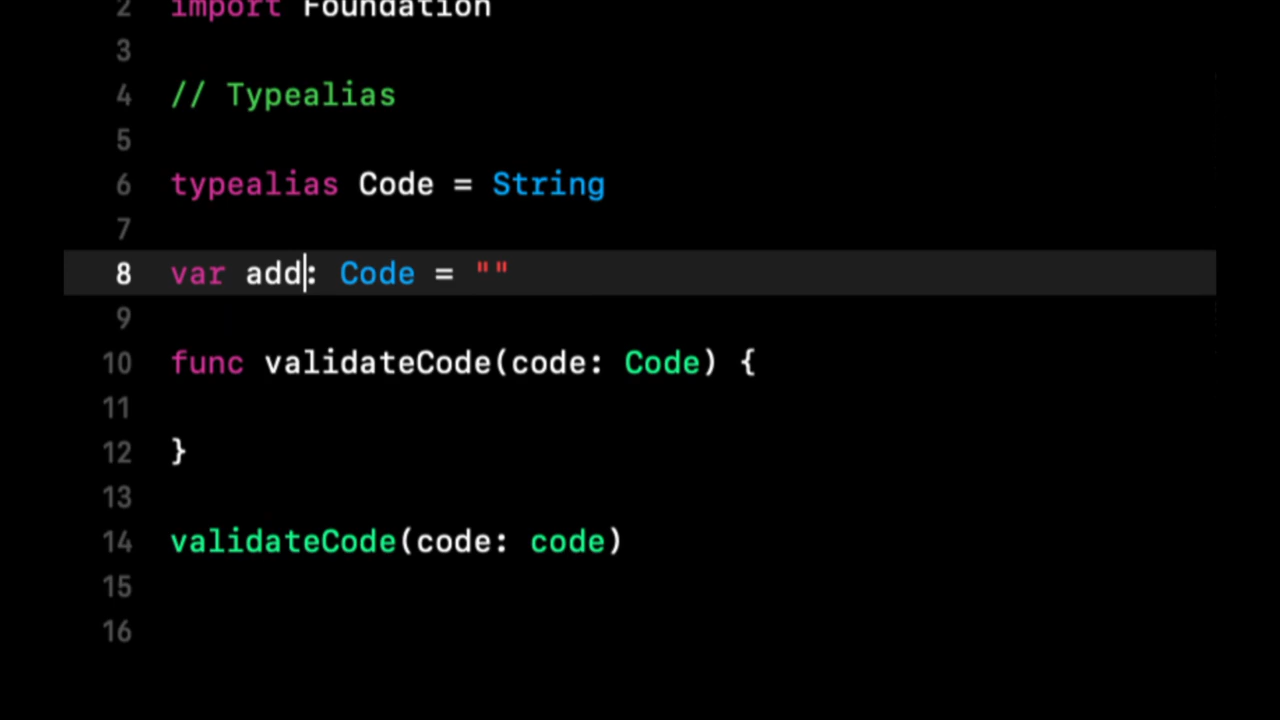 2 import Foundation
3
4 // Typealias
5
6 typealias Code = String
7
8 var add: Code = ""
9
10 func validateCode(code: Code) {
11
12 }
13
14 validateCode(code: code)
15
16